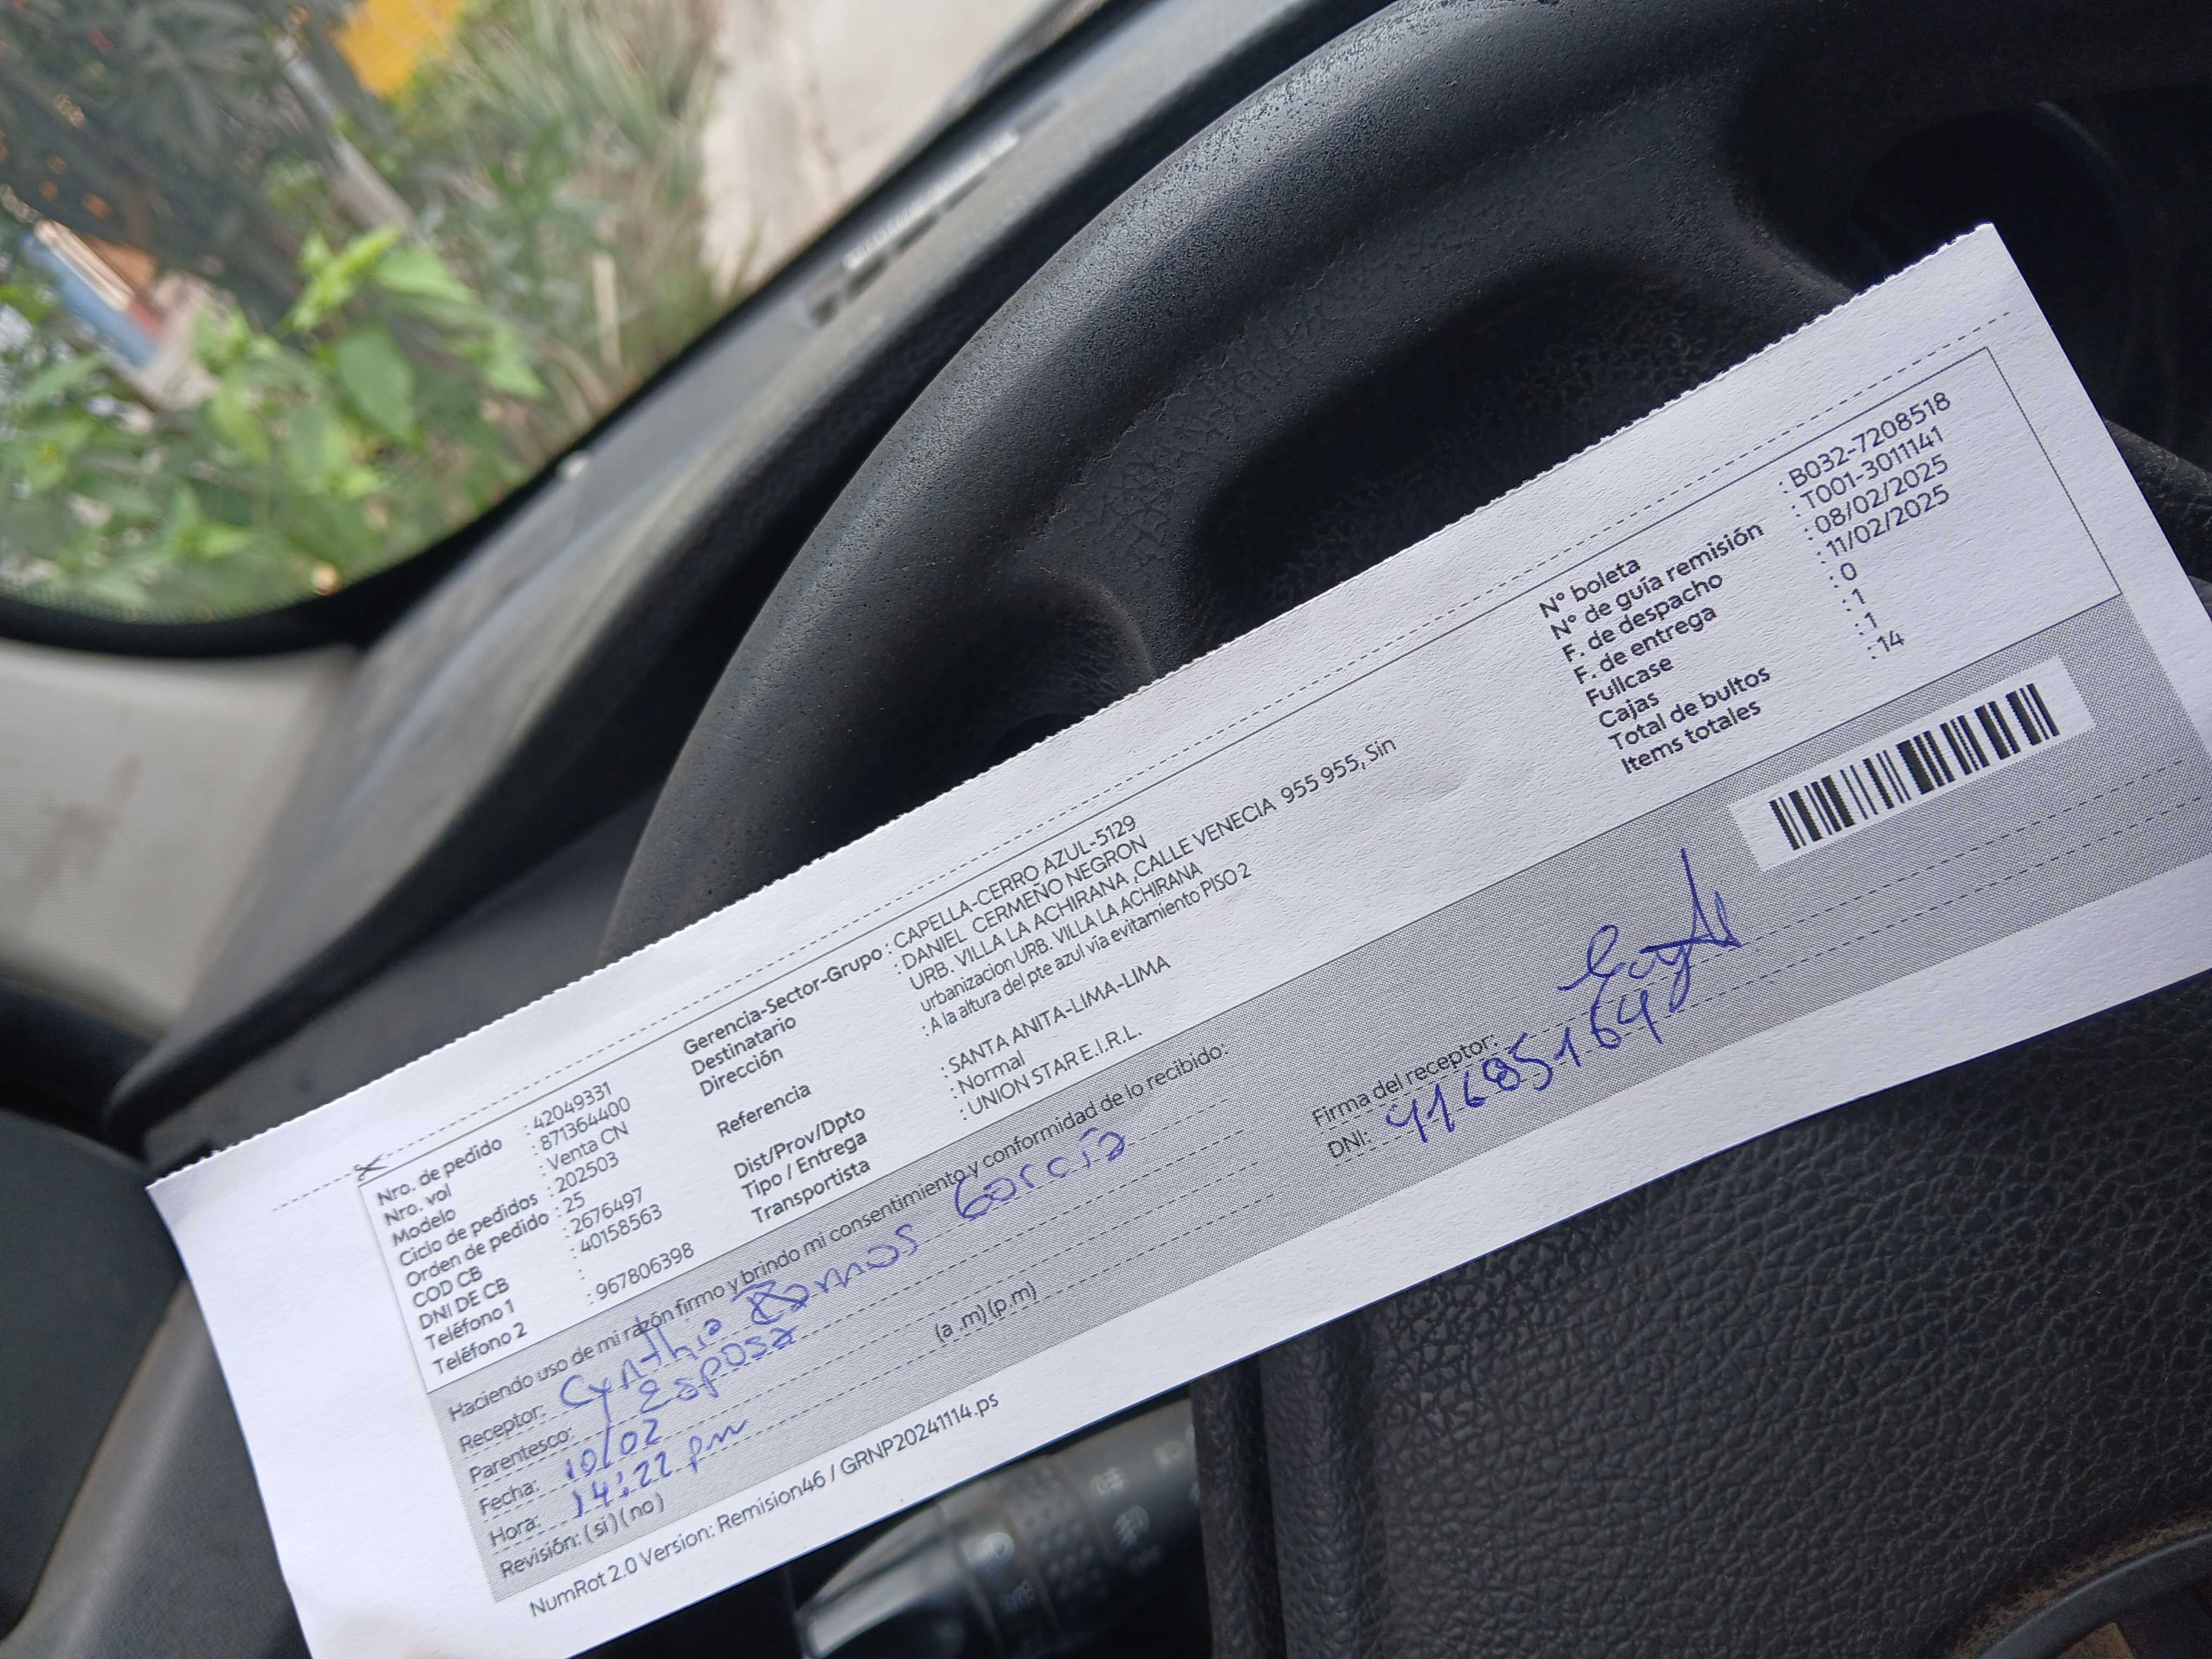 Nro. de pedido : 42049331
Nro. vol : 871364400
Modelo : Venta CN
Ciclo de pedidos : 202503
Orden de pedido : 25
COD CB : 2676497
DNI DE CB : 40158563
Teléfono 1 :
Teléfono 2 : 967806398
Gerencia-Sector-Grupo : CAPELLA-CERRO AZUL-5129
Destinatario : DANIEL CERMEÑO NEGRON
Dirección URB. VILLA LA ACHIRANA ,CALLE VENECIA 955 955, Sin
urbanizacion URB. VILLA LA ACHIRANA
Referencia : A la altura del pte azul vía evitamiento PISO 2
Dist/Prov/Dpto : SANTA ANITA-LIMA-LIMA
Tipo / Entrega : Normal
Transportista : UNION STAR E.I.R.L.
N° boleta : B032-7208518
N° de guía remisión : T001-3011141
F. de despacho : 08/02/2025
F. de entrega : 11/02/2025
Fullcase : 0
Cajas : 1
Total de bultos : 1
Items totales : 14
Haciendo uso de mi razón firmo y brindo mi consentimiento y conformidad de lo recibido:
Receptor: Cynthia Ramos García
Parentesco: Esposa
Fecha: 10/02
Hora: 14:22 pm (a .m) (p.m)
Revisión: ( si ) ( no )
Firma del receptor:
DNI: 41685164
NumRot 2.0 Version: Remision46 / GRNP20241114.ps